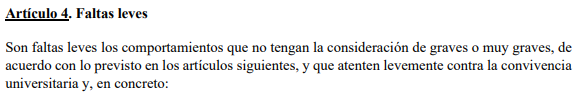 Artículo 4. Faltas leves
Son faltas leves los comportamientos que no tengan la consideración de graves o muy graves, de
acuerdo con lo previsto en los artículos siguientes, y que atenten levemente contra la convivencia
universitaria y, en concreto: